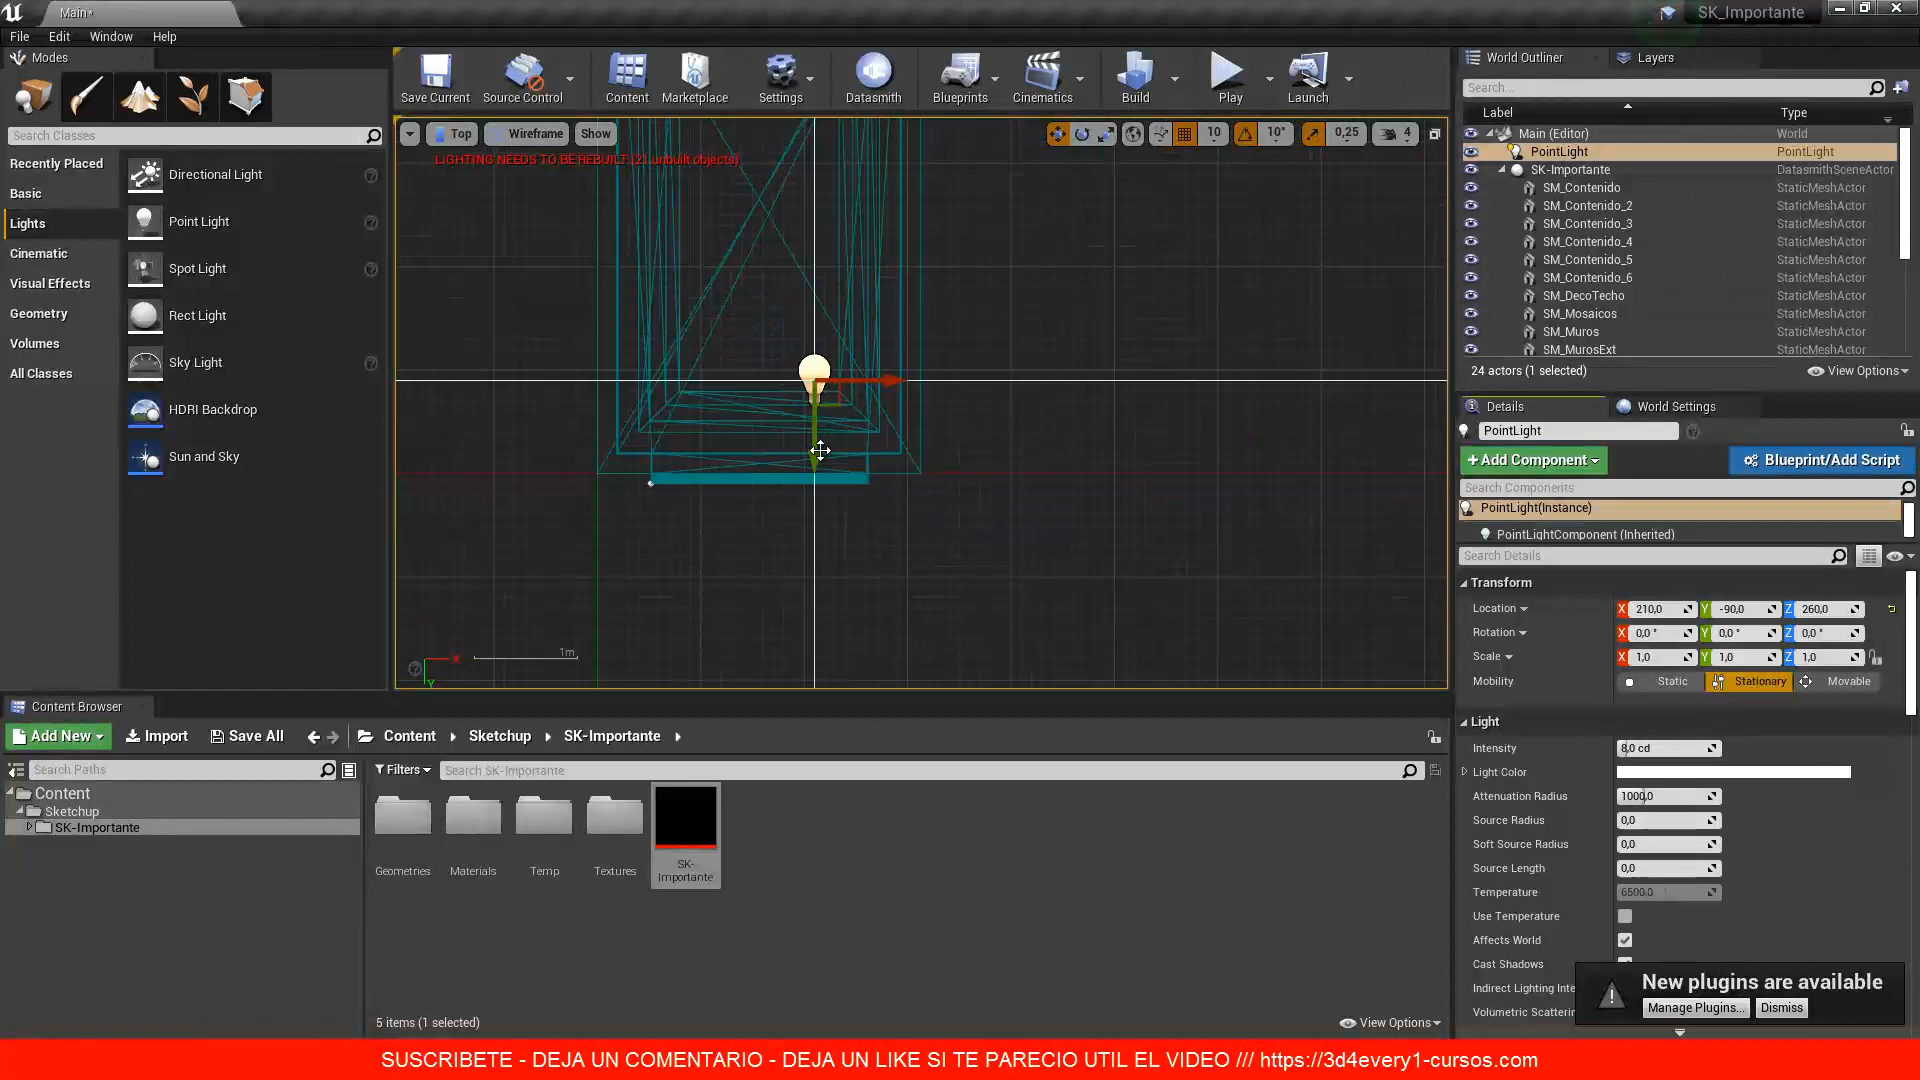 Main*
SK_Importante
File Edit Window Help
Modes
Search Classes
Recently Placed
Basic
Lights
Cinematic
Visual Effects
Geometry
Volumes
All Classes
Directional Light
Point Light
Spot Light
Rect Light
Sky Light
HDRI Backdrop
Sun and Sky
Save Current
Source Control
Content
Marketplace
Settings
Datasmith
Blueprints
Cinematics
Build
Play
Launch
Top Wireframe Show 10 10° 0,25 4
LIGHTING NEEDS TO BE REBUILT (21 unbuilt objects)
1m
X
Y
World Outliner Layers
Search...
Label Type
Main (Editor) World
PointLight PointLight
SK-Importante DatasmithSceneActor
SM_Contenido StaticMeshActor
SM_Contenido_2 StaticMeshActor
SM_Contenido_3 StaticMeshActor
SM_Contenido_4 StaticMeshActor
SM_Contenido_5 StaticMeshActor
SM_Contenido_6 StaticMeshActor
SM_DecoTecho StaticMeshActor
SM_Mosaicos StaticMeshActor
SM_Muros StaticMeshActor
SM_MurosExt StaticMeshActor
24 actors (1 selected) View Options
Details World Settings
PointLight
+Add Component Blueprint/Add Script
Search Components
PointLight(Instance)
PointLightComponent (Inherited)
Search Details
Transform
Location X 210,0 Y -90,0 Z 260,0
Rotation X 0,0 ° Y 0,0 ° Z 0,0 °
Scale X 1,0 Y 1,0 Z 1,0
Mobility Static Stationary Movable
Light
Intensity 8,0 cd
Light Color
Attenuation Radius 1000,0
Source Radius 0,0
Soft Source Radius 0,0
Source Length 0,0
Temperature 6500,0
Use Temperature
Affects World
Cast Shadows
Indirect Lighting Inte
Volumetric Scatterin
New plugins are available
Manage Plugins... Dismiss
Content Browser
Add New Import Save All Content Sketchup SK-Importante
Search Paths
Content
Sketchup
SK-Importante
Filters Search SK-Importante
Geometries
Materials
Temp
Textures
SK-
Importante
5 items (1 selected) View Options
SUSCRIBETE - DEJA UN COMENTARIO - DEJA UN LIKE SI TE PARECIO UTIL EL VIDEO /// https://3d4every1-cursos.com